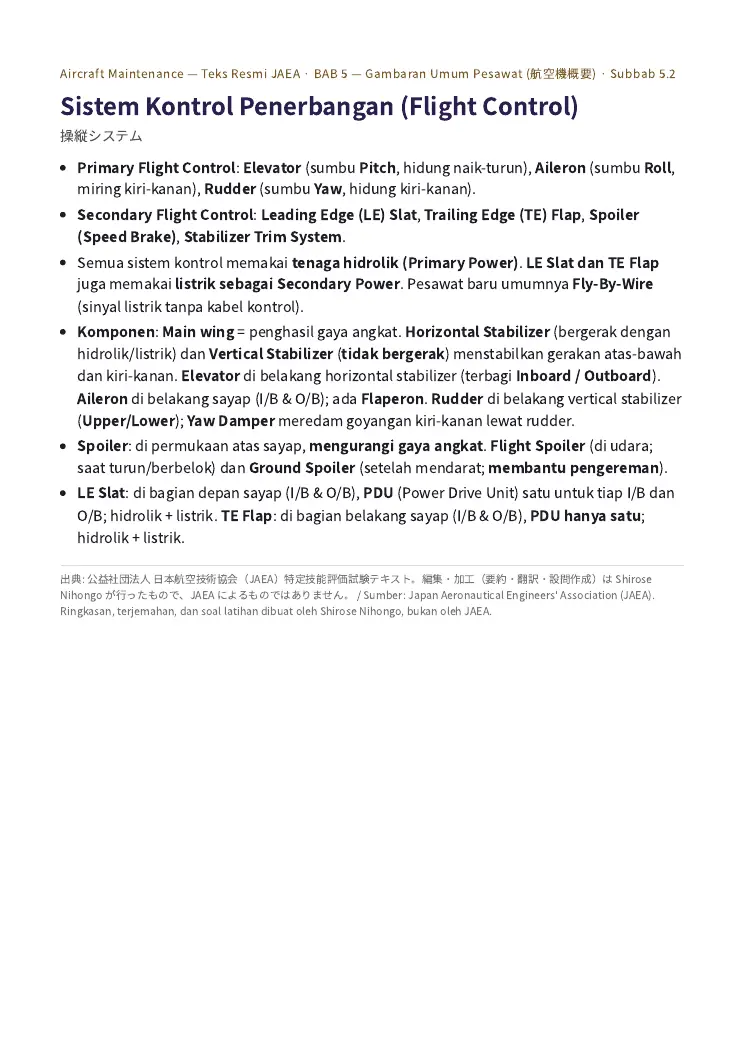 Aircraft Maintenance — Teks Resmi JAEA · BAB 5 — Gambaran Umum Pesawat (航空機概要) · Subbab 5.2
Sistem Kontrol Penerbangan (Flight Control)
操縦システム
• Primary Flight Control: Elevator (sumbu Pitch, hidung naik-turun), Aileron (sumbu Roll,
miring kiri-kanan), Rudder (sumbu Yaw, hidung kiri-kanan).
• Secondary Flight Control: Leading Edge (LE) Slat, Trailing Edge (TE) Flap, Spoiler
(Speed Brake), Stabilizer Trim System.
• Semua sistem kontrol memakai tenaga hidrolik (Primary Power). LE Slat dan TE Flap
juga memakai listrik sebagai Secondary Power. Pesawat baru umumnya Fly-By-Wire
(sinyal listrik tanpa kabel kontrol).
• Komponen: Main wing = penghasil gaya angkat. Horizontal Stabilizer (bergerak dengan
hidrolik/listrik) dan Vertical Stabilizer (tidak bergerak) menstabilkan gerakan atas-bawah
dan kiri-kanan. Elevator di belakang horizontal stabilizer (terbagi Inboard / Outboard).
Aileron di belakang sayap (I/B & O/B); ada Flaperon. Rudder di belakang vertical stabilizer
(Upper/Lower); Yaw Damper meredam goyangan kiri-kanan lewat rudder.
• Spoiler: di permukaan atas sayap, mengurangi gaya angkat. Flight Spoiler (di udara;
saat turun/berbelok) dan Ground Spoiler (setelah mendarat; membantu pengereman).
• LE Slat: di bagian depan sayap (I/B & O/B), PDU (Power Drive Unit) satu untuk tiap I/B dan
O/B; hidrolik + listrik. TE Flap: di bagian belakang sayap (I/B & O/B), PDU hanya satu;
hidrolik + listrik.
出典: 公益社団法人 日本航空技術協会（JAEA）特定技能評価試験テキスト。編集・加工（要約・翻訳・設問作成）は Shirose
Nihongo が行ったもので、JAEA によるものではありません。 / Sumber: Japan Aeronautical Engineers' Association (JAEA).
Ringkasan, terjemahan, dan soal latihan dibuat oleh Shirose Nihongo, bukan oleh JAEA.